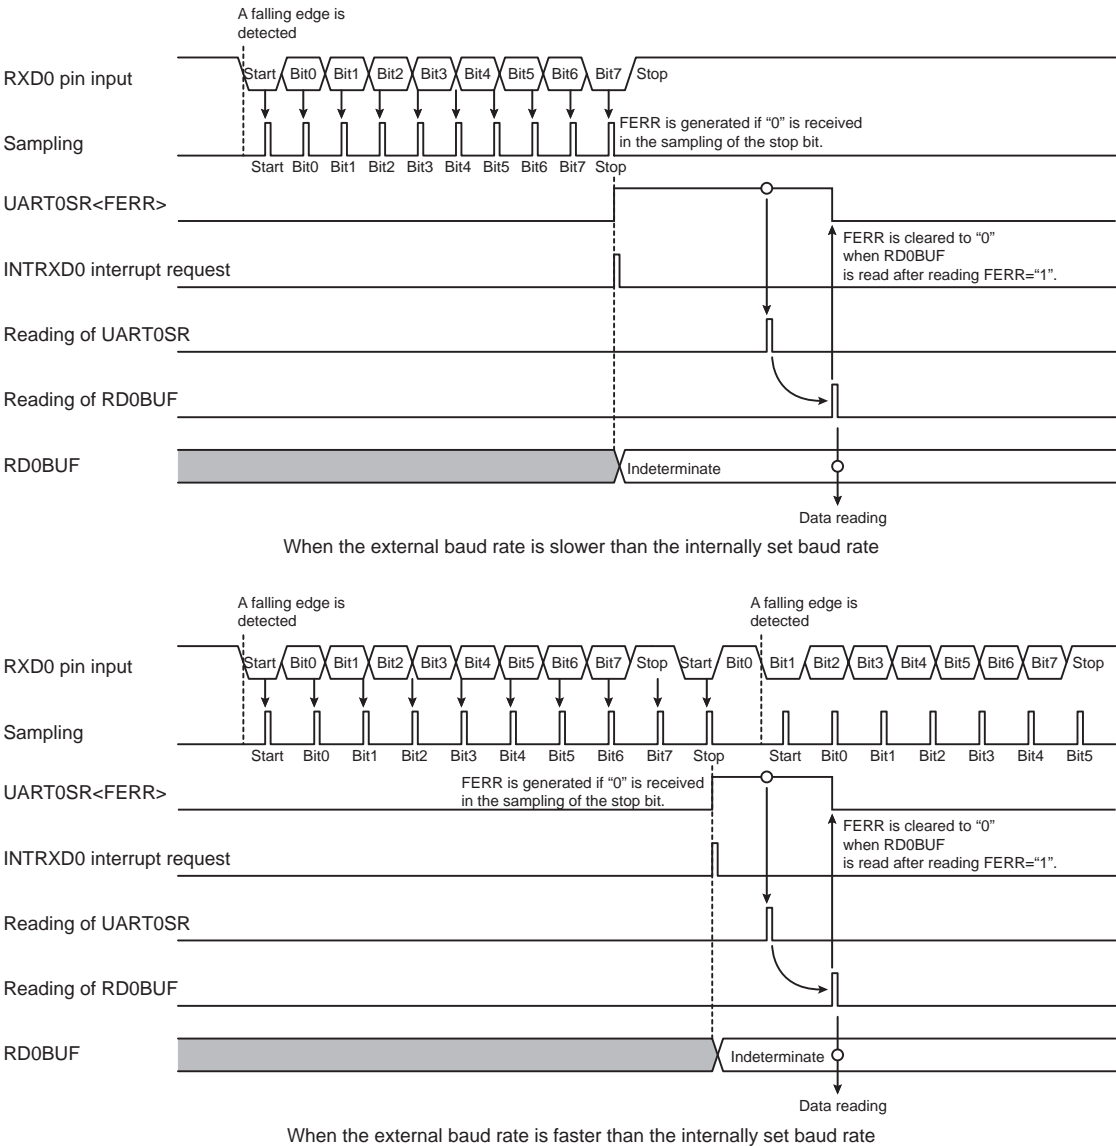 A falling edge is
detected
RXD0 pin input
Start Bit0 Bit1 Bit2 Bit3 Bit4 Bit5 Bit6 Bit7 Stop
FERR is generated if “0” is received
in the sampling of the stop bit.
Sampling
Start Bit0 Bit1 Bit2 Bit3 Bit4 Bit5 Bit6 Bit7 Stop
UART0SR<FERR>
FERR is cleared to “0”
when RD0BUF
is read after reading FERR=“1”.
INTRXD0 interrupt request
Reading of UART0SR
Reading of RD0BUF
RD0BUF
Indeterminate
Data reading
When the external baud rate is slower than the internally set baud rate
A falling edge is
detected
A falling edge is
detected
RXD0 pin input
Start Bit0 Bit1 Bit2 Bit3 Bit4 Bit5 Bit6 Bit7 Stop Start Bit0 Bit1 Bit2 Bit3 Bit4 Bit5 Bit6 Bit7 Stop
Sampling
Start Bit0 Bit1 Bit2 Bit3 Bit4 Bit5 Bit6 Bit7 Stop Start Bit0 Bit1 Bit2 Bit3 Bit4 Bit5
FERR is generated if “0” is received
in the sampling of the stop bit.
UART0SR<FERR>
FERR is cleared to “0”
when RD0BUF
is read after reading FERR=“1”.
INTRXD0 interrupt request
Reading of UART0SR
Reading of RD0BUF
RD0BUF
Indeterminate
Data reading
When the external baud rate is faster than the internally set baud rate